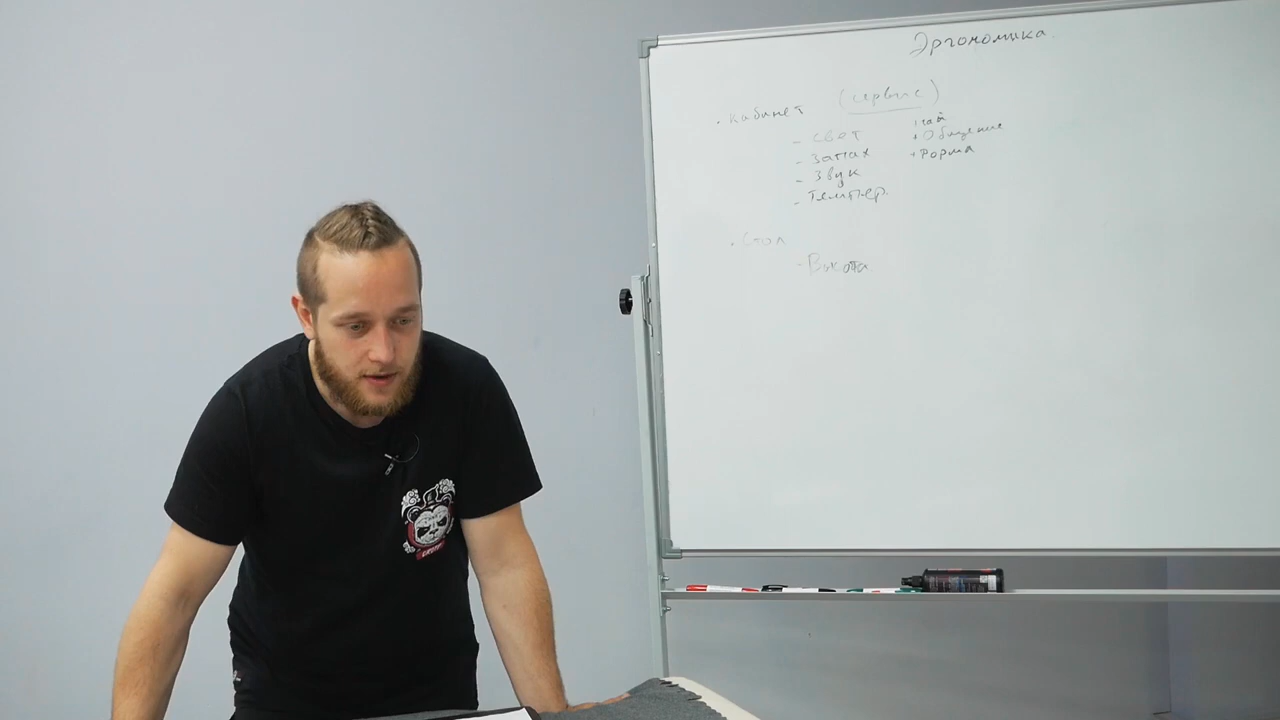 Эргономика.
(сервис)
• кабинет
- свет
- Запах
- Звук
- темпер.
+ чай
+ Общение
+ Форма
• Стол
- Высота